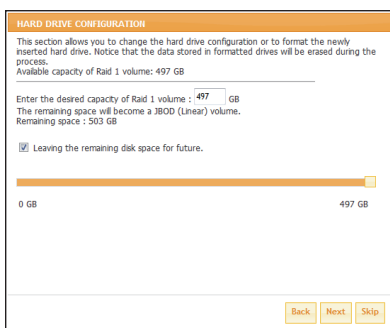 HARD DRIVE CONFIGURATION
This section allows you to change the hard drive configuration or to format the newly
inserted hard drive. Notice that the data stored in formatted drives will be erased during the
process.
Available capacity of Raid 1 volume: 497 GB
Enter the desired capacity of Raid 1 volume : 497 GB
The remaining space will become a JBOD (Linear) volume.
Remaining space : 503 GB
Leaving the remaining disk space for future.
0 GB 497 GB
Back Next Skip